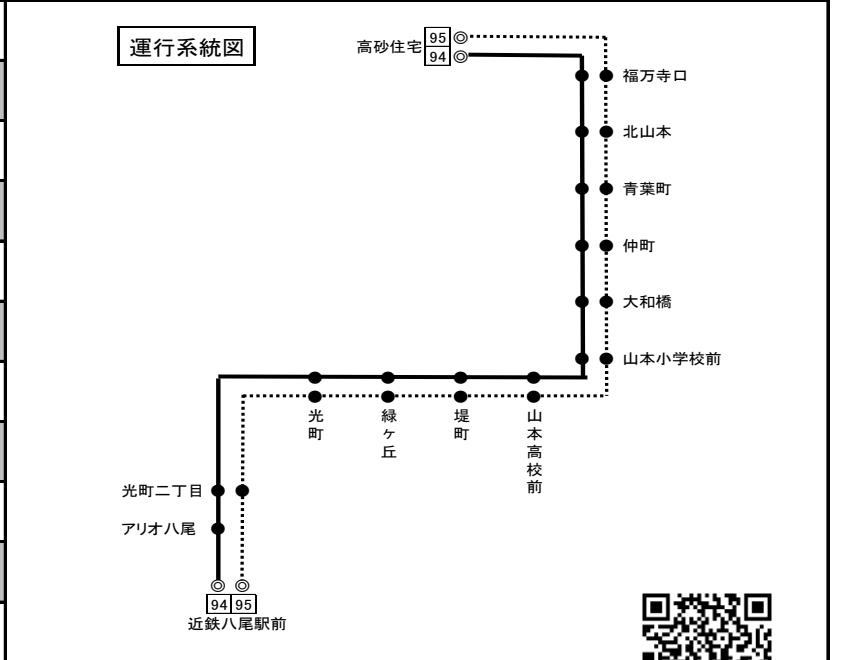 運行系統図
高砂住宅
95
94
福万寺口
北山本
青葉町
仲町
大和橋
山本小学校前
光町
緑ヶ丘
堤町
山本高校前
光町二丁目
アリオ八尾
94 95
近鉄八尾駅前